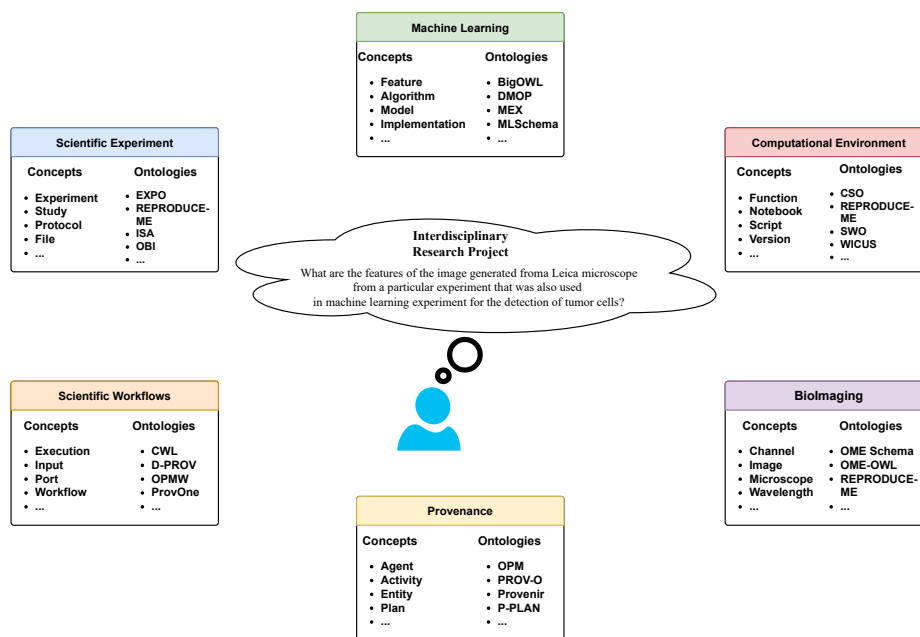 Machine Learning
Concepts
Feature
Algorithm
Model
Implementation
...
Ontologies
BigOWL
DMOP
MEX
MLSchema
...
Scientific Experiment
Concepts
Experiment
Study
Protocol
File
...
Ontologies
EXPO
REPRODUCE-
ME
ISA
OBI
...
Computational Environment
Concepts
Function
Notebook
Script
Version
...
Ontologies
CSO
REPRODUCE-
ME
SWO
WICUS
...
Interdisciplinary
Research Project
What are the features of the image generated froma Leica microscope
from a particular experiment that was also used
in machine learning experiment for the detection of tumor cells?
Scientific Workflows
Concepts
Execution
Input
Port
Workflow
...
Ontologies
CWL
D-PROV
OPMW
ProvOne
...
BioImaging
Concepts
Channel
Image
Microscope
Wavelength
...
Ontologies
OME Schema
OME-OWL
REPRODUCE-
ME
...
Provenance
Concepts
Agent
Activity
Entity
Plan
...
Ontologies
OPM
PROV-O
Provenir
P-PLAN
...